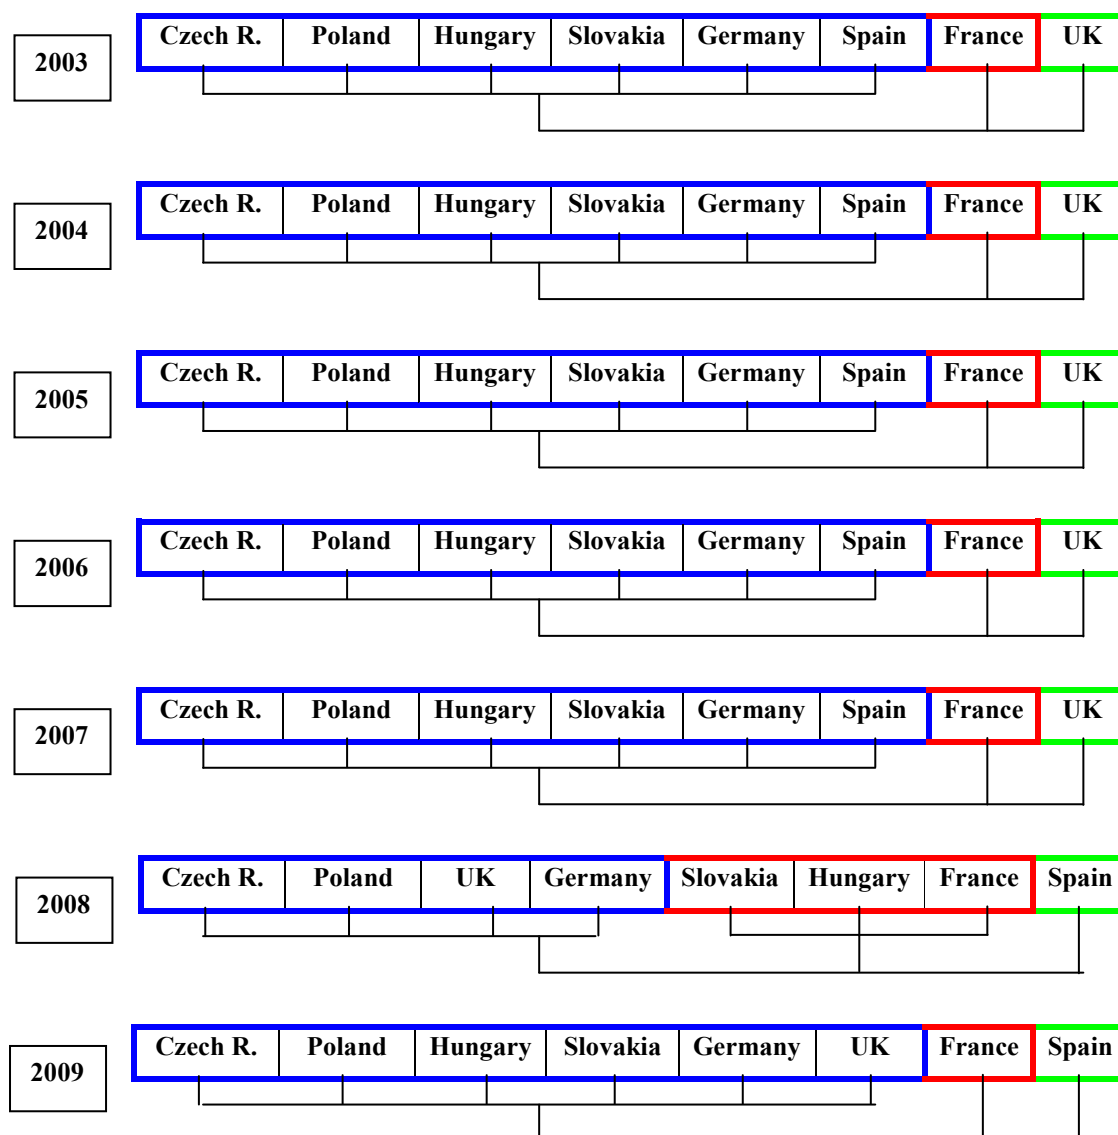 2003 Czech R. Poland Hungary Slovakia Germany Spain France UK
2004 Czech R. Poland Hungary Slovakia Germany Spain France UK
2005 Czech R. Poland Hungary Slovakia Germany Spain France UK
2006 Czech R. Poland Hungary Slovakia Germany Spain France UK
2007 Czech R. Poland Hungary Slovakia Germany Spain France UK
2008 Czech R. Poland UK Germany Slovakia Hungary France Spain
2009 Czech R. Poland Hungary Slovakia Germany UK France Spain